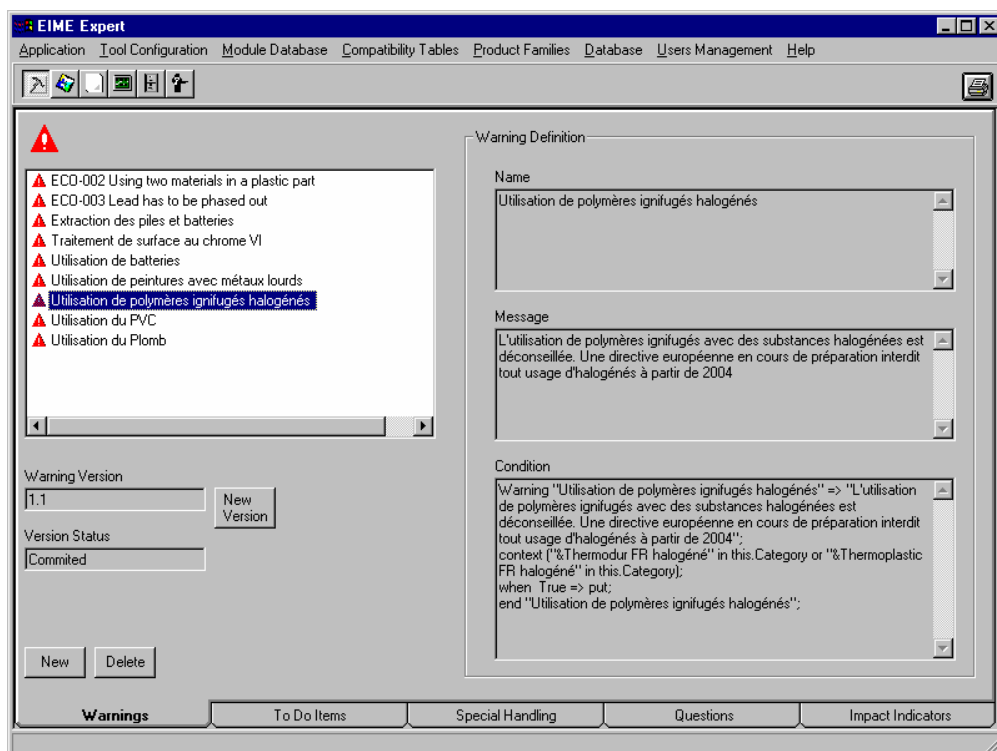 EIME Expert
Application Tool Configuration Module Database Compatibility Tables Product Families Database Users Management Help
ECO-002 Using two materials in a plastic part
ECO-003 Lead has to be phased out
Extraction des piles et batteries
Traitement de surface au chrome VI
Utilisation de batteries
Utilisation de peintures avec métaux lourds
Utilisation de polymères ignifugés halogénés
Utilisation du PVC
Utilisation du Plomb
Warning Version
1.1
New
Version
Version Status
Commited
New Delete
Warning Definition
Name
Utilisation de polymères ignifugés halogénés
Message
L'utilisation de polymères ignifugés avec des substances halogénées est
déconseillée. Une directive européenne en cours de préparation interdit
tout usage d'halogénés à partir de 2004
Condition
Warning "Utilisation de polymères ignifugés halogénés" => "L'utilisation
de polymères ignifugés avec des substances halogénées est
déconseillée. Une directive européenne en cours de préparation interdit
tout usage d'halogénés à partir de 2004";
context ("&Thermodur FR halogéné" in this.Category or "&Thermoplastic
FR halogéné" in this.Category);
when True => put;
end "Utilisation de polymères ignifugés halogénés";
Warnings To Do Items Special Handling Questions Impact Indicators